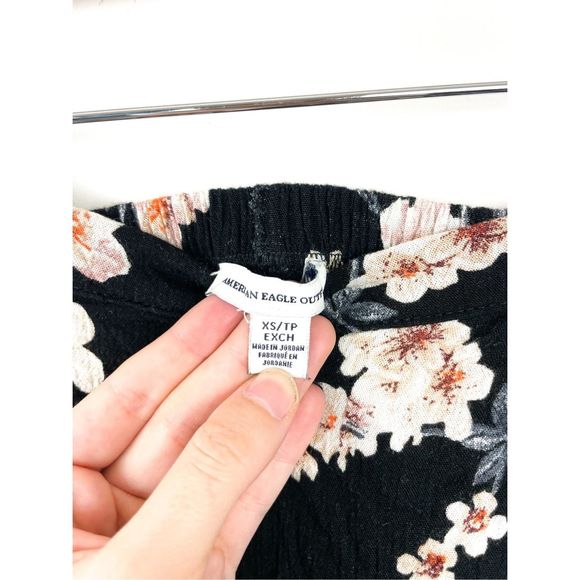 AMERICAN EAGLE OUTF
XS/TP
EXCH
MADE IN JORDAN
FABRIQUÉ EN
JORDANIE